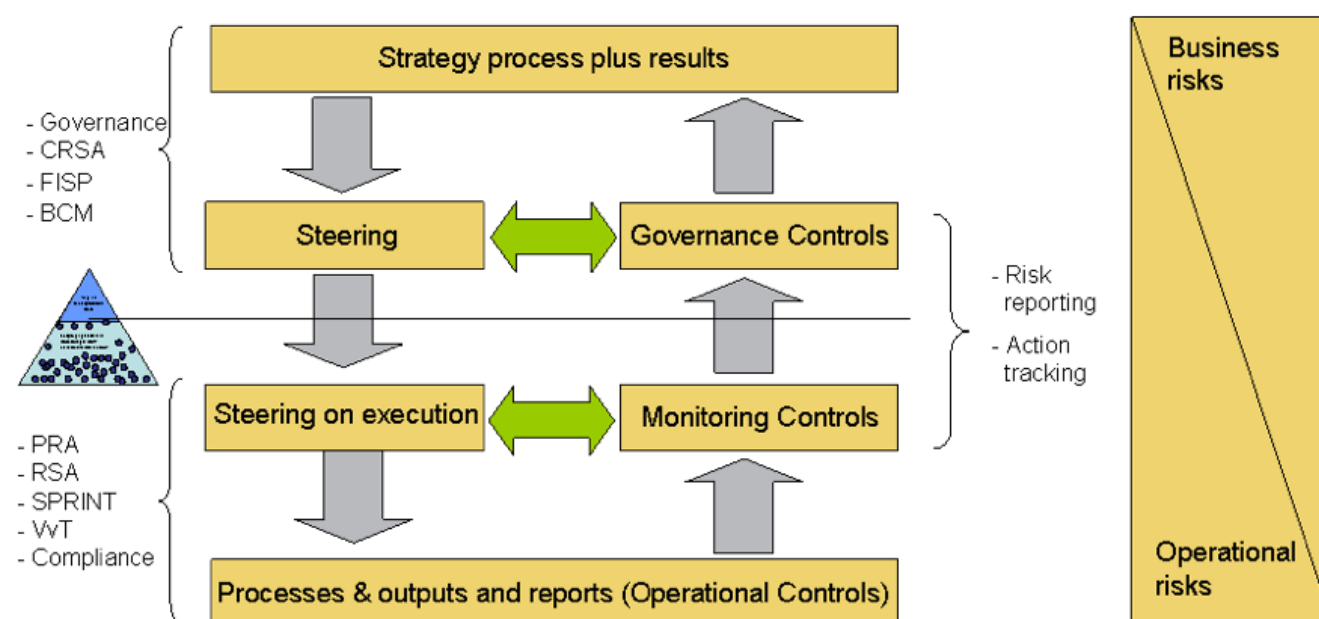 Strategy process plus results
Business
risks
- Governance
- CRSA
- FISP
- BCM
Steering
Governance Controls
- Risk
reporting
- Action
tracking
Steering on execution
Monitoring Controls
- PRA
- RSA
- SPRINT
- VvT
- Compliance
Processes & outputs and reports (Operational Controls)
Operational
risks